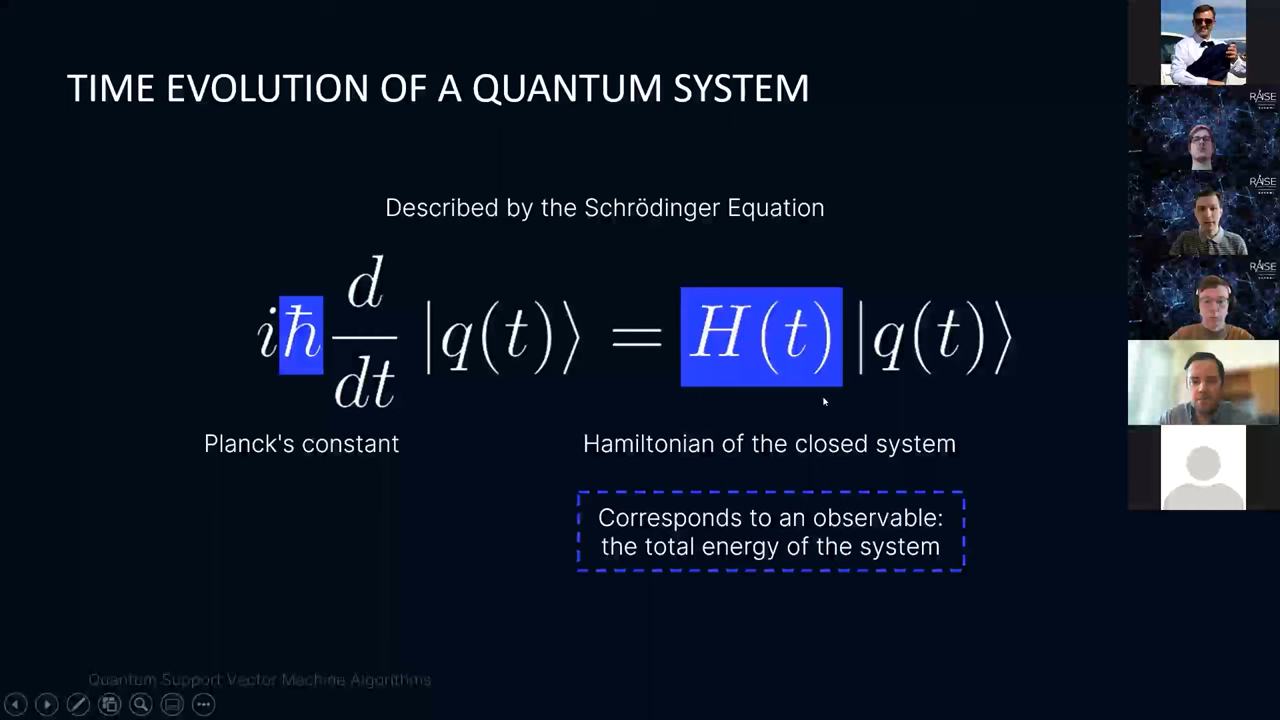 TIME EVOLUTION OF A QUANTUM SYSTEM
Described by the Schrödinger Equation
iħ d/dt |q(t)⟩ = H(t) |q(t)⟩
Planck's constant
Hamiltonian of the closed system
Corresponds to an observable:
the total energy of the system
Quantum Support Vector Machine Algorithms
RAISE
RAISE
RAISE